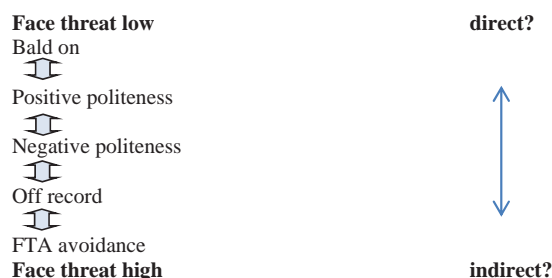 Face threat low direct?
Bald on
Positive politeness
Negative politeness
Off record
FTA avoidance
Face threat high indirect?